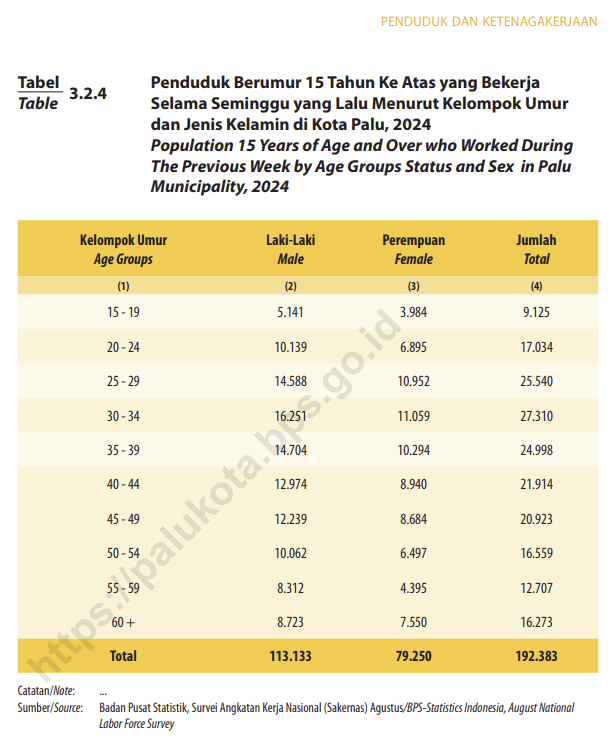 PENDUDUK DAN KETENAGAKERJAAN
Tabel
Table
3.2.4
Penduduk Berumur 15 Tahun Ke Atas yang Bekerja
Selama Seminggu yang Lalu Menurut Kelompok Umur
dan Jenis Kelamin di Kota Palu, 2024
Population 15 Years of Age and Over who Worked During
The Previous Week by Age Groups Status and Sex in Palu
Municipality, 2024
Kelompok Umur Laki-Laki Perempuan Jumlah
Age Groups Male Female Total
(1) (2) (3) (4)
15 - 19 5.141 3.984 9.125
20 - 24 10.139 6.895 17.034
25 - 29 14.588 10.952 25.540
30 - 34 16.251 11.059 27.310
35 - 39 14.704 10.294 24.998
40 - 44 12.974 8.940 21.914
45 - 49 12.239 8.684 20.923
50 - 54 10.062 6.497 16.559
55 - 59 8.312 4.395 12.707
60 + 8.723 7.550 16.273
Total 113.133 79.250 192.383
Catatan/Note: ...
Sumber/Source: Badan Pusat Statistik, Survei Angkatan Kerja Nasional (Sakernas) Agustus/BPS-Statistics Indonesia, August National
Labor Force Survey
https://palukota.bps.go.id